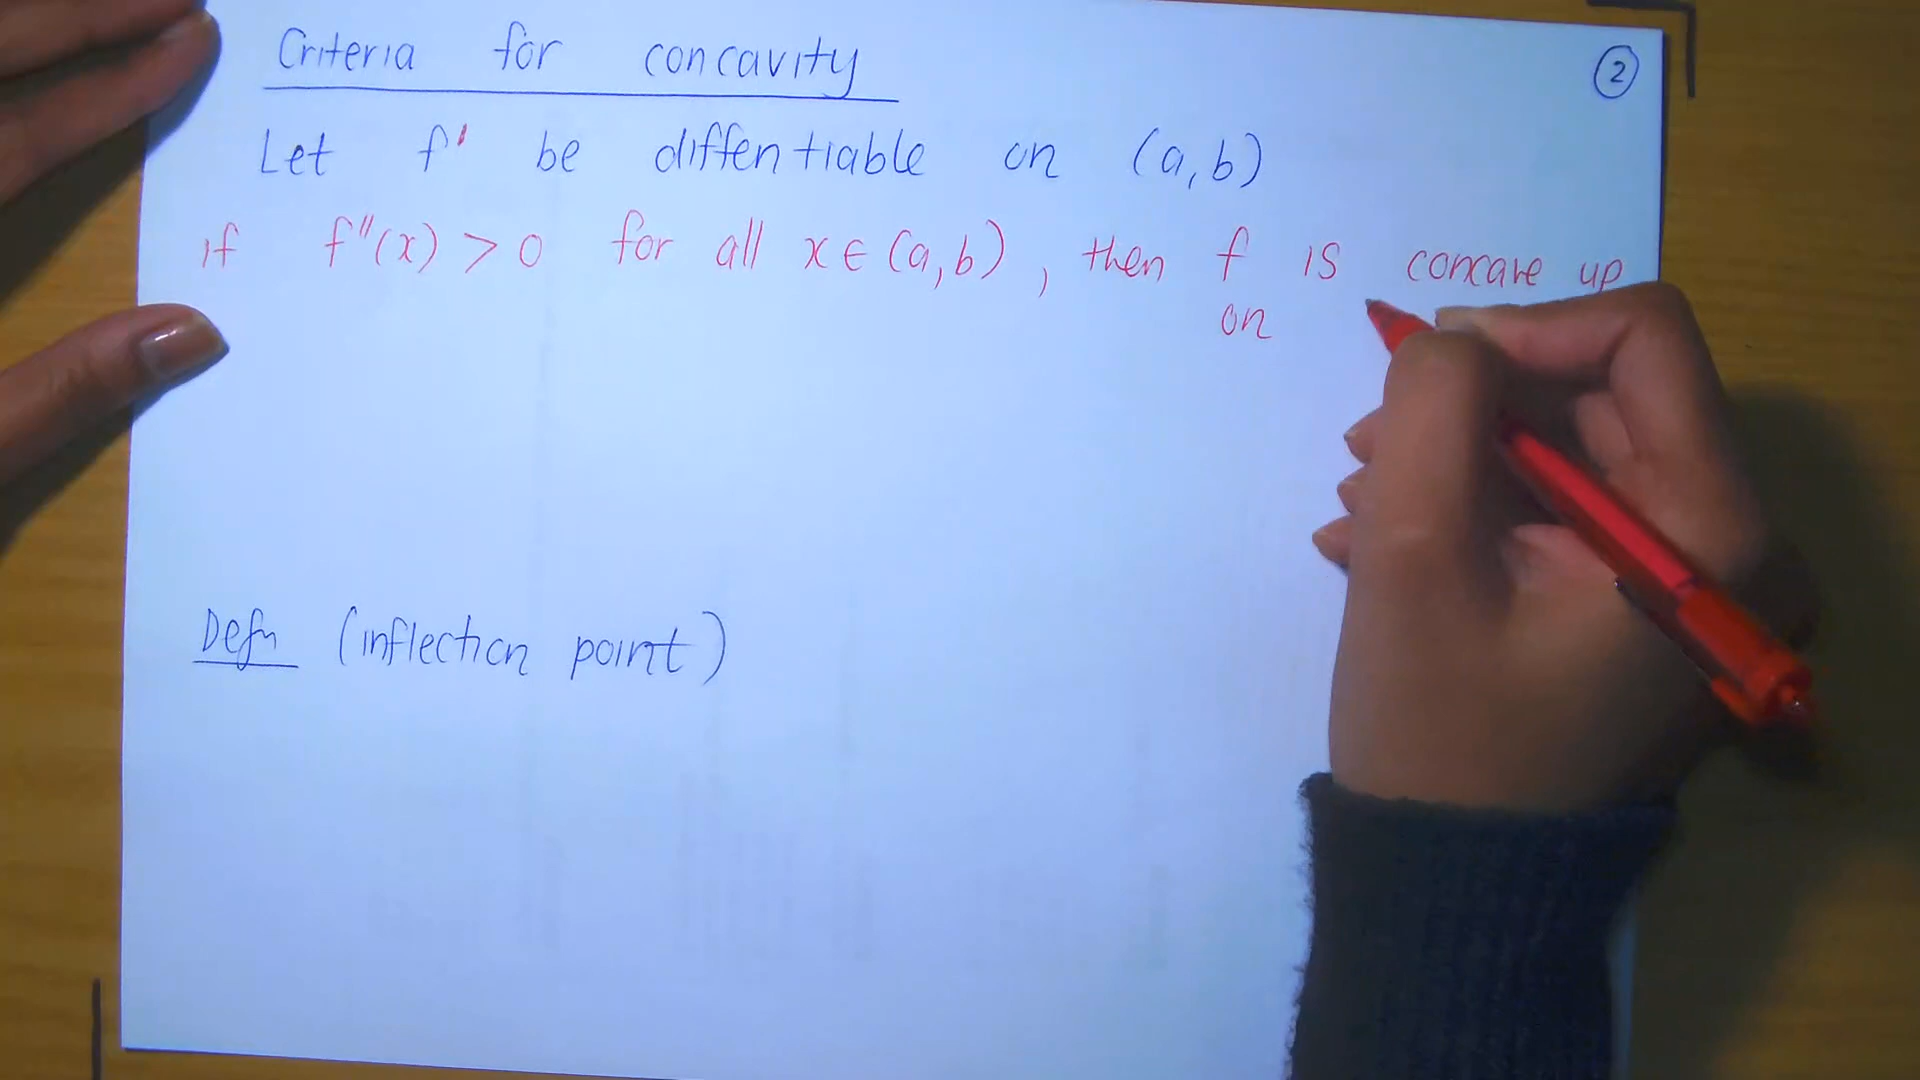 Criteria for concavity
2
Let f' be diffentiable on (a,b)
if f''(x) > 0 for all x ∈ (a,b), then f is concave up
on
Defn (inflection point)